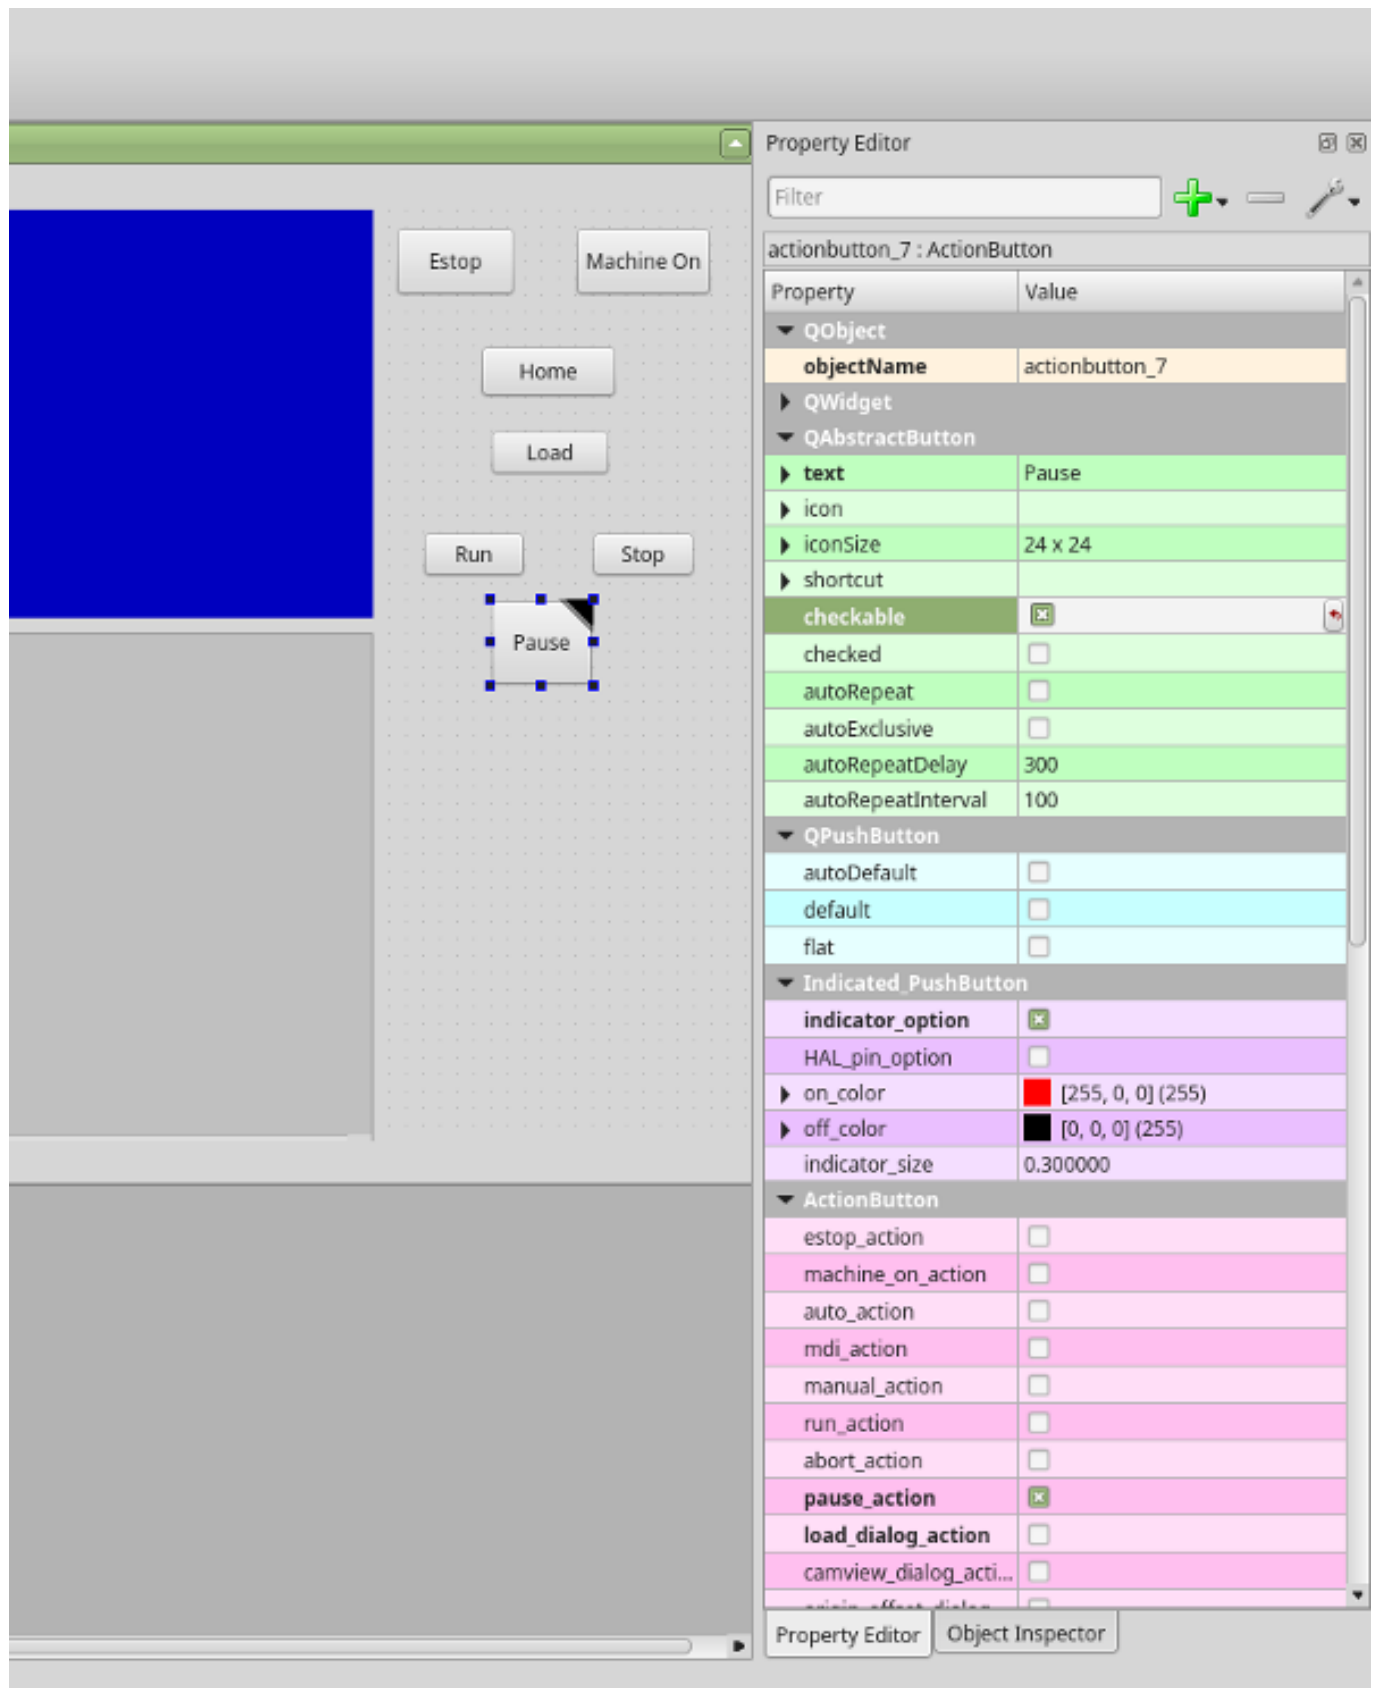 Property Editor
Filter
actionbutton_7 : ActionButton
Property Value
QObject
objectName actionbutton_7
QWidget
QAbstractButton
text Pause
icon
iconSize 24 x 24
shortcut
checkable
checked
autoRepeat
autoExclusive
autoRepeatDelay 300
autoRepeatInterval 100
QPushButton
autoDefault
default
flat
Indicated_PushButton
indicator_option
HAL_pin_option
on_color [255, 0, 0] (255)
off_color [0, 0, 0] (255)
indicator_size 0.300000
ActionButton
estop_action
machine_on_action
auto_action
mdi_action
manual_action
run_action
abort_action
pause_action
load_dialog_action
camview_dialog_acti...
Property Editor Object Inspector
Estop Machine On
Home
Load
Run Stop
Pause